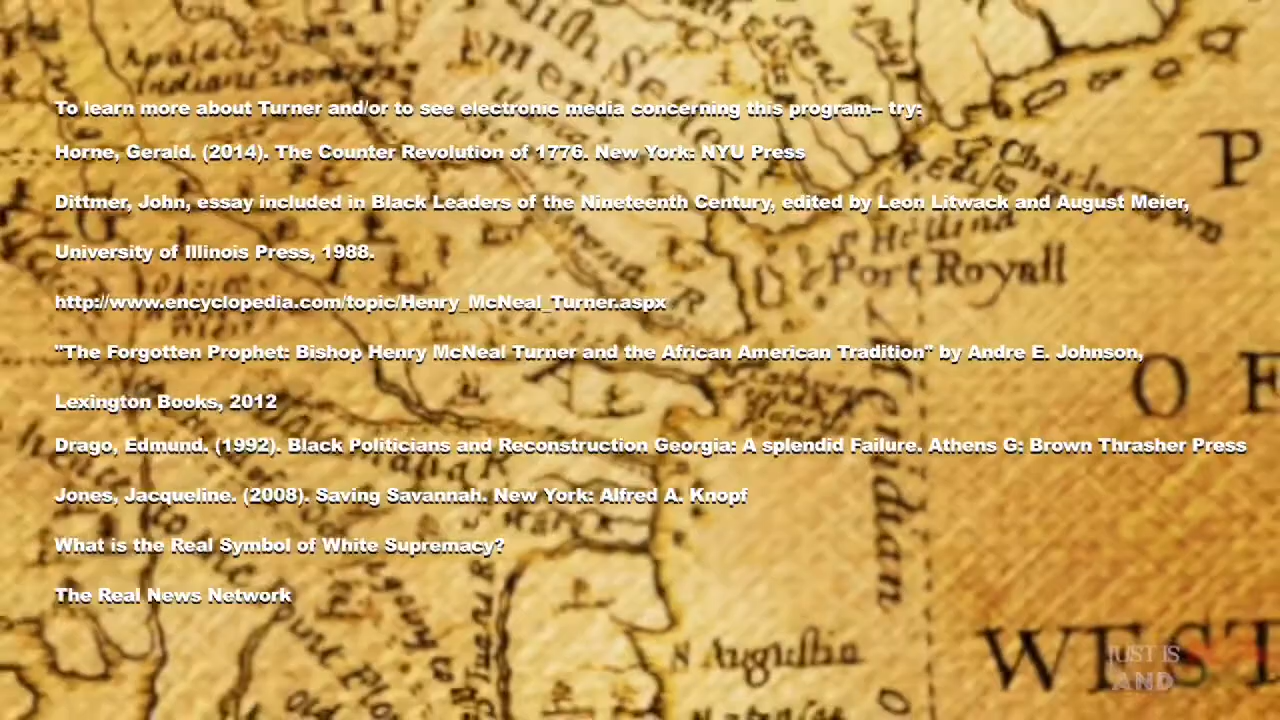 To learn more about Turner and/or to see electronic media concerning this program-- try:
Horne, Gerald. (2014). The Counter Revolution of 1776. New York: NYU Press
Dittmer, John, essay included in Black Leaders of the Nineteenth Century, edited by Leon Litwack and August Meier,
University of Illinois Press, 1988.
http://www.encyclopedia.com/topic/Henry_McNeal_Turner.aspx
"The Forgotten Prophet: Bishop Henry McNeal Turner and the African American Tradition" by Andre E. Johnson,
Lexington Books, 2012
Drago, Edmund. (1992). Black Politicians and Reconstruction Georgia: A splendid Failure. Athens G: Brown Thrasher Press
Jones, Jacqueline. (2008). Saving Savannah. New York: Alfred A. Knopf
What is the Real Symbol of White Supremacy?
The Real News Network
Apalachy
Indians
P
Edisto
Port Royall
O F
Meridian
S Augustin
WEST
JUST IS
AND